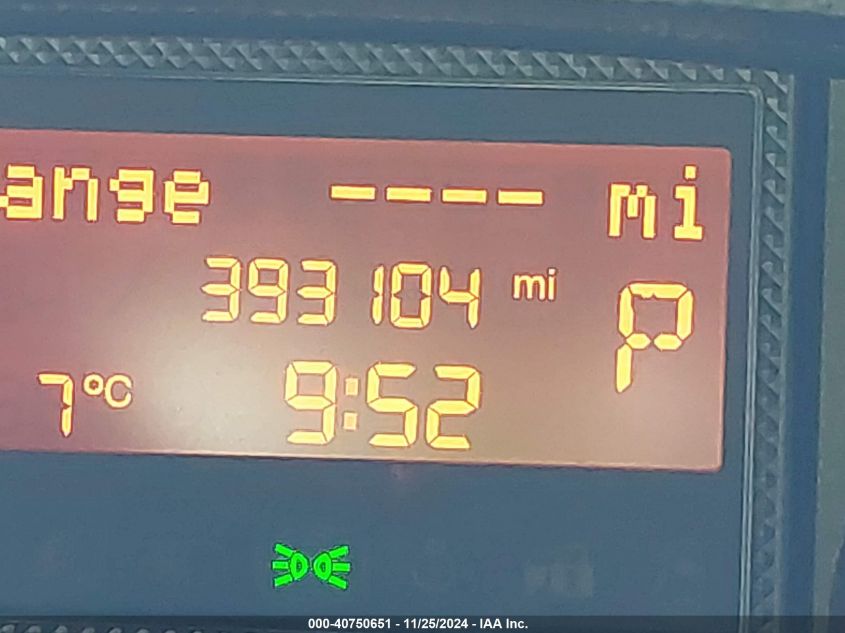 ange ---- mi
393104 mi
P
7°C 9:52
000-40750651 - 11/25/2024 - IAA Inc.